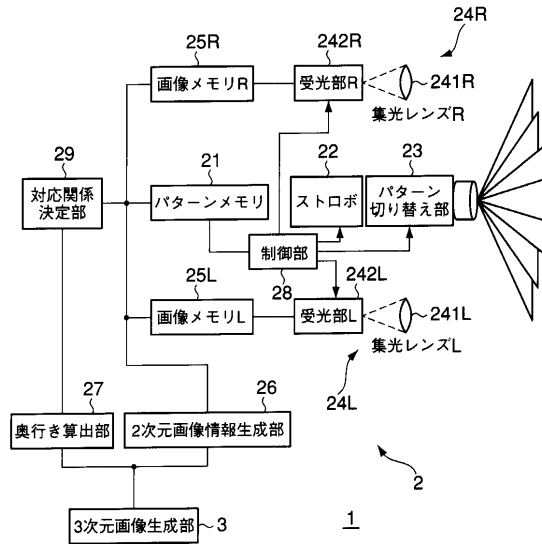 24R
25R
242R
画像メモリR
受光部R
241R
集光レンズR
29
21
22
23
対応関係
決定部
パターンメモリ
ストロボ
パターン
切り替え部
制御部
28
25L
242L
画像メモリL
受光部L
241L
集光レンズL
24L
27
26
奥行き算出部
2次元画像情報生成部
2
3次元画像生成部
3
1